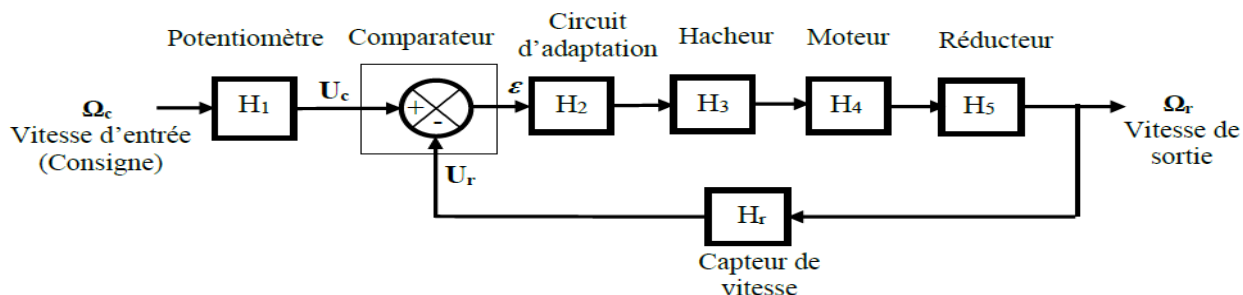 Potentiomètre
Comparateur
Circuit
d'adaptation
Hacheur
Moteur
Réducteur
Ωc
Vitesse d'entrée
(Consigne)
H1
Uc
+
-
ε
H2
H3
H4
H5
Ωr
Vitesse de
sortie
Ur
Hr
Capteur de
vitesse